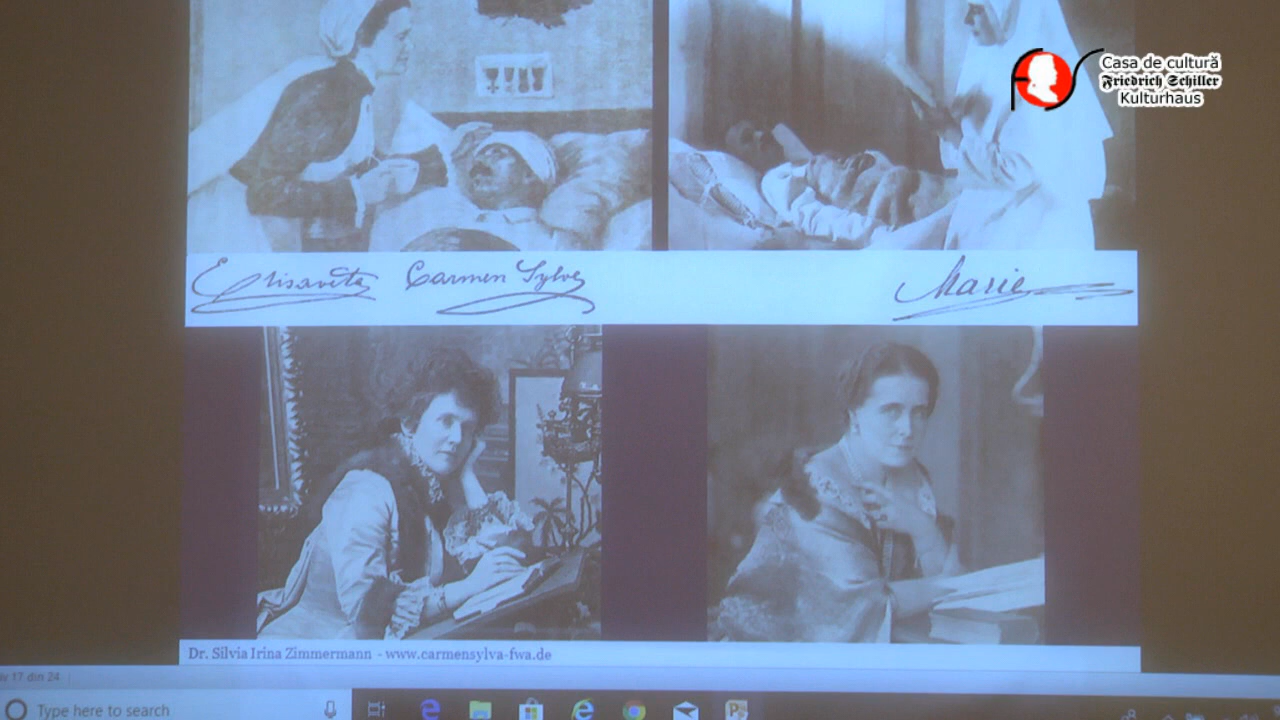 Casa de cultură
Friedrich Schiller
Kulturhaus
Elisaveta Carmen Sylva Marie
Dr. Silvia Irina Zimmermann - www.carmensylva-fwa.de
17 din 24
Type here to search